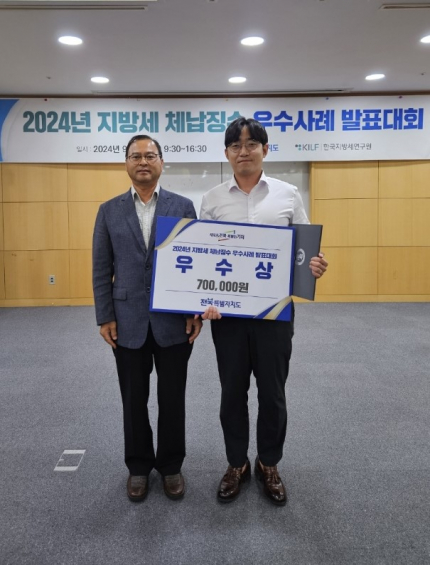 2024년 지방세 체납징수 우수사례 발표대회
일시 : 2024년 9 9:30~16:30 치도 KILF 한국지방세연구원
2024년 지방세 체납징수 우수사례 발표대회
우 수 상
700,000원
전북특별자치도